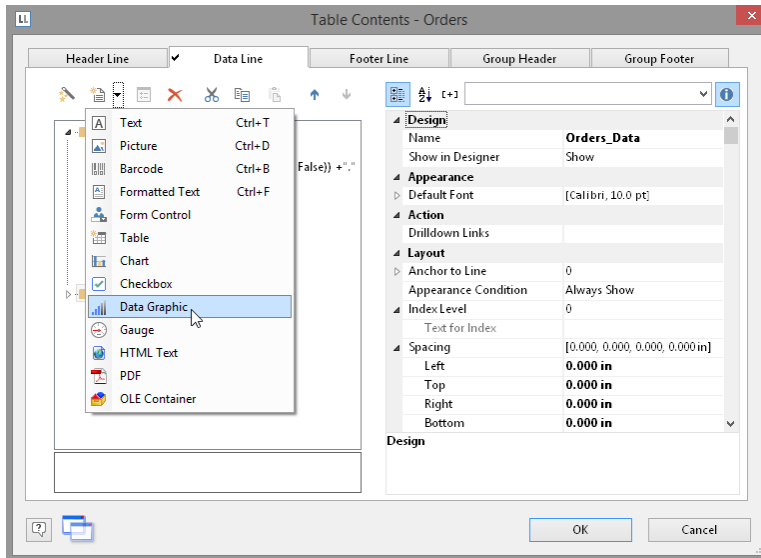 LL
Table Contents - Orders
Header Line
Data Line
Footer Line
Group Header
Group Footer
[+]
Text Ctrl+T
Picture Ctrl+D
Barcode Ctrl+B
Formatted Text Ctrl+F
Form Control
Table
Chart
Checkbox
Data Graphic
Gauge
HTML Text
PDF
OLE Container
False)) +"."
Design
Name Orders_Data
Show in Designer Show
Appearance
Default Font [Calibri, 10.0 pt]
Action
Drilldown Links
Layout
Anchor to Line 0
Appearance Condition Always Show
Index Level 0
Text for Index
Spacing [0.000, 0.000, 0.000, 0.000 in]
Left 0.000 in
Top 0.000 in
Right 0.000 in
Bottom 0.000 in
Design
OK
Cancel